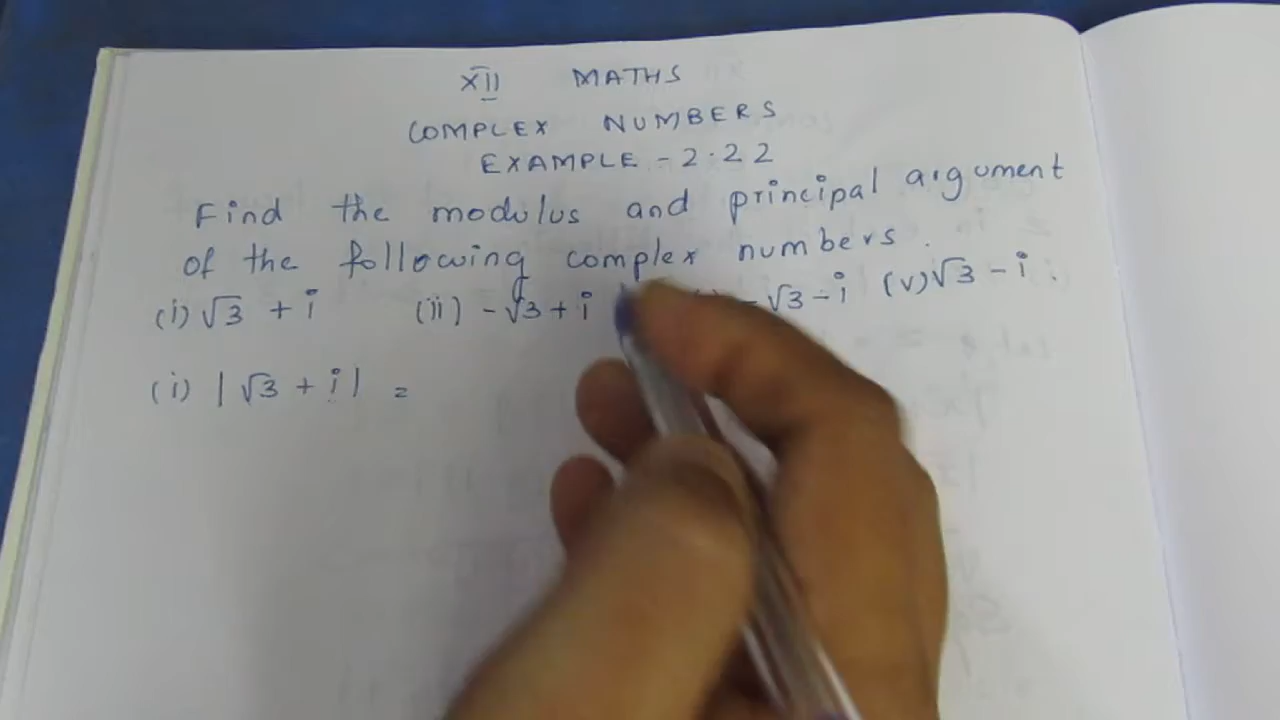 XII MATHS
COMPLEX NUMBERS
EXAMPLE - 2.22
Find the modulus and principal argument
of the following complex numbers.
(i) √3 + i (ii) -√3 + i -√3 - i (v) √3 - i .
(i) |√3 + i| =